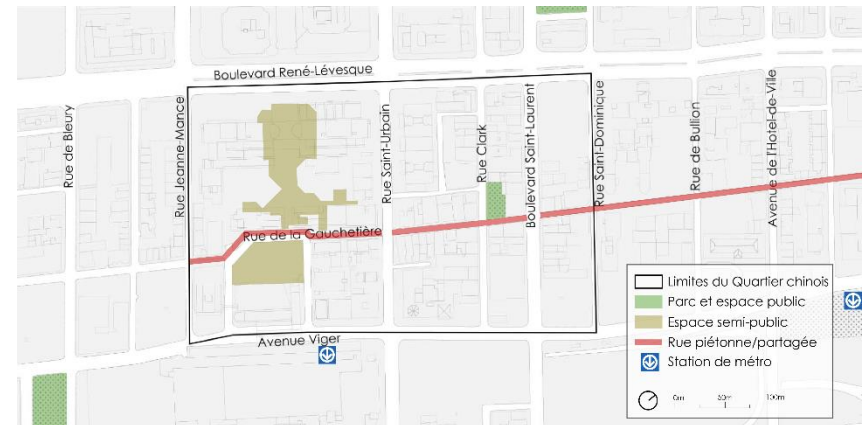 Boulevard René-Lévesque
Rue de Bleury
Rue Jeanne-Mance
Rue Saint-Urbain
Rue Clark
Boulevard Saint-Laurent
Rue Saint-Dominique
Rue de Bullion
Avenue de l'Hotel-de-Ville
Rue de la Gauchetière
Avenue Viger
Limites du Quartier chinois
Parc et espace public
Espace semi-public
Rue piétonne/partagée
Station de métro
0m 50m 100m